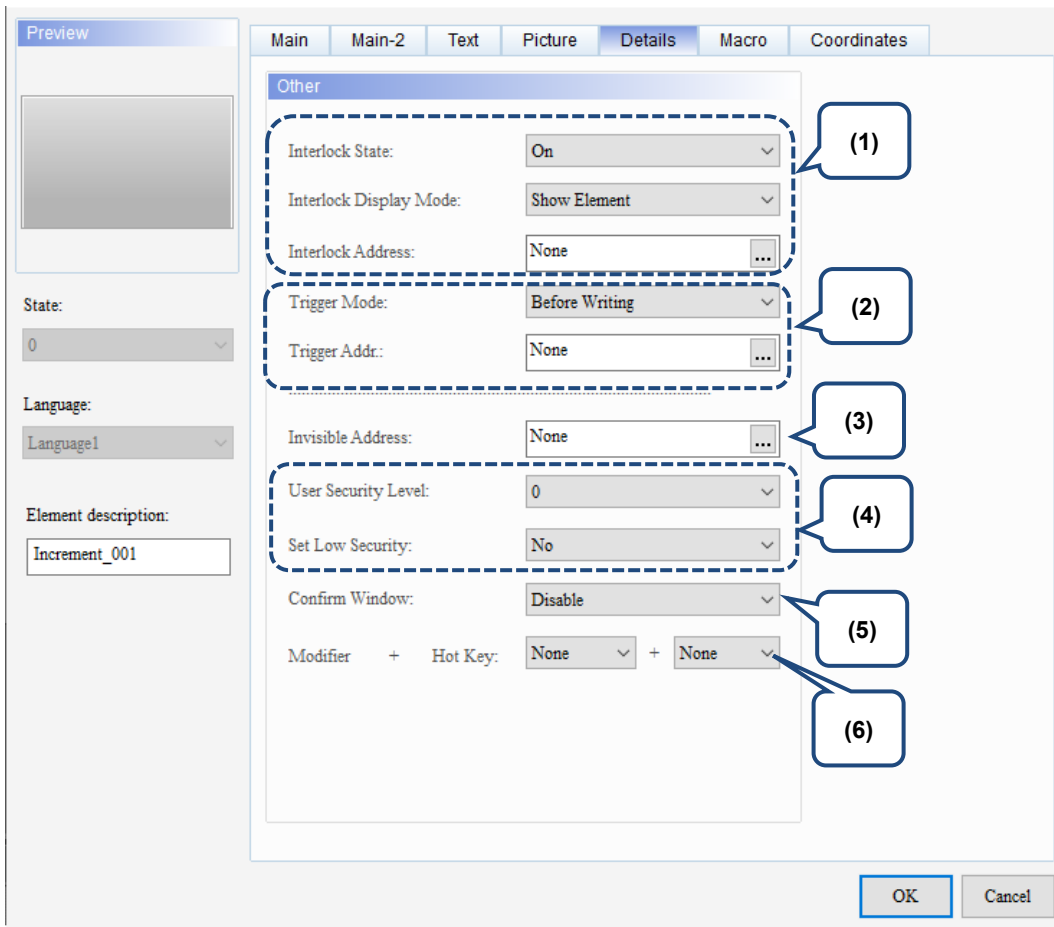 Preview
Main Main-2 Text Picture Details Macro Coordinates
Other
Interlock State: On
(1)
Interlock Display Mode: Show Element
Interlock Address: None ...
State:
0
Trigger Mode: Before Writing
(2)
Trigger Addr.: None ...
Language:
Language1
Invisible Address: None ...
(3)
User Security Level: 0
(4)
Element description:
Increment_001
Set Low Security: No
Confirm Window: Disable
(5)
Modifier + Hot Key: None + None
(6)
OK Cancel